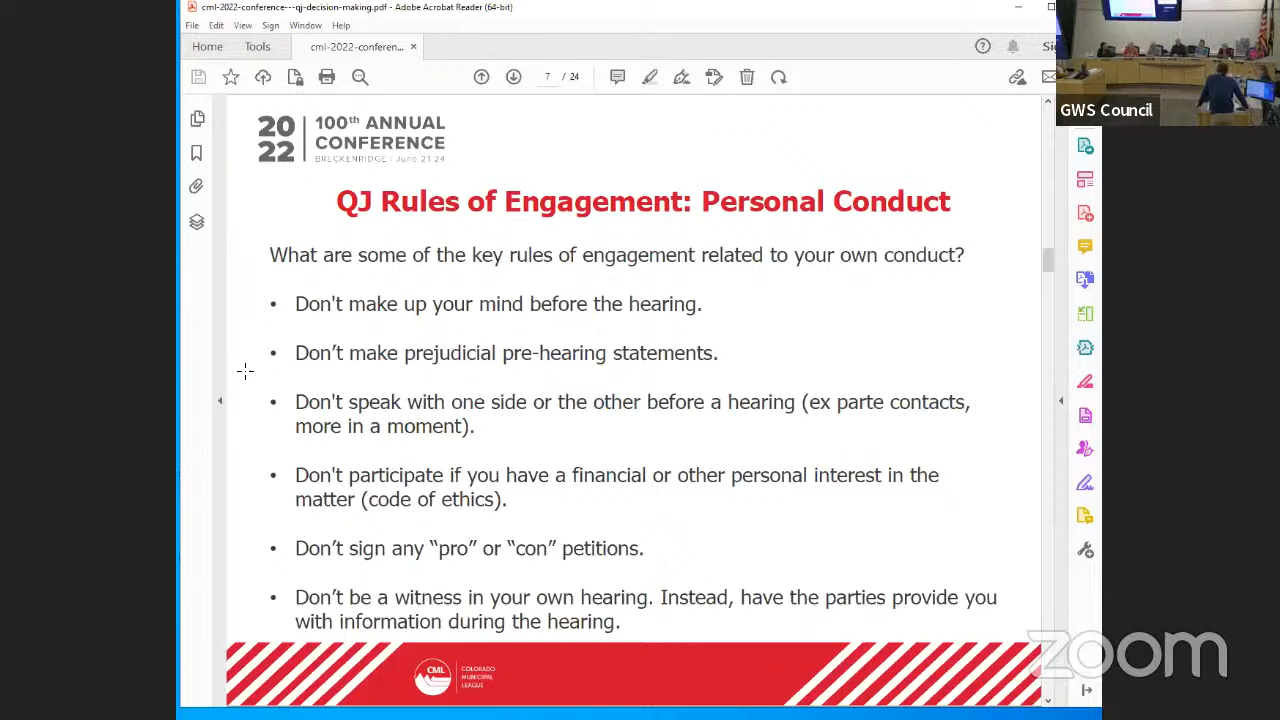 cml-2022-conference---qj-decision-making.pdf - Adobe Acrobat Reader (64-bit)
File Edit View Sign Window Help
Home Tools cml-2022-conferen... ×
7 / 24
GWS Council
20 22
100th ANNUAL
CONFERENCE
BRECKENRIDGE | June 21-24
QJ Rules of Engagement: Personal Conduct
What are some of the key rules of engagement related to your own conduct?
• Don't make up your mind before the hearing.
• Don’t make prejudicial pre-hearing statements.
• Don't speak with one side or the other before a hearing (ex parte contacts,
more in a moment).
• Don't participate if you have a financial or other personal interest in the
matter (code of ethics).
• Don’t sign any “pro” or “con” petitions.
• Don’t be a witness in your own hearing. Instead, have the parties provide you
with information during the hearing.
CML
COLORADO
MUNICIPAL
LEAGUE
zoom